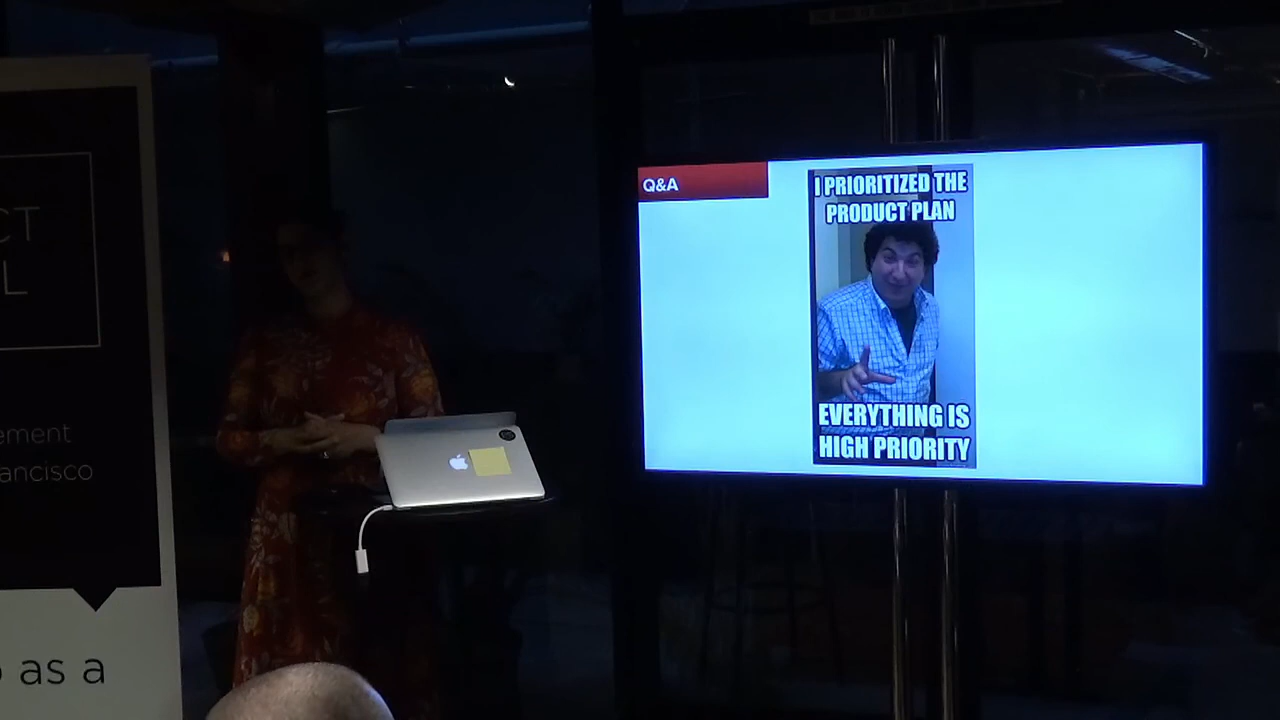 CT
L
ement
ancisco
as a
Q&A
I PRIORITIZED THE
PRODUCT PLAN
EVERYTHING IS
HIGH PRIORITY